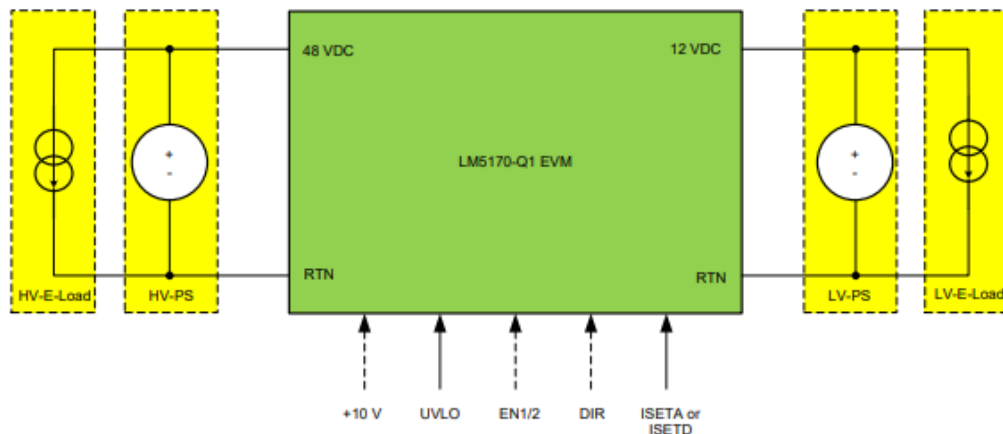 48 VDC
12 VDC
+
-
LM5170-Q1 EVM
+
-
RTN
RTN
HV-E-Load
HV-PS
LV-PS
LV-E-Load
+10 V
UVLO
EN1/2
DIR
ISETA or
ISETD